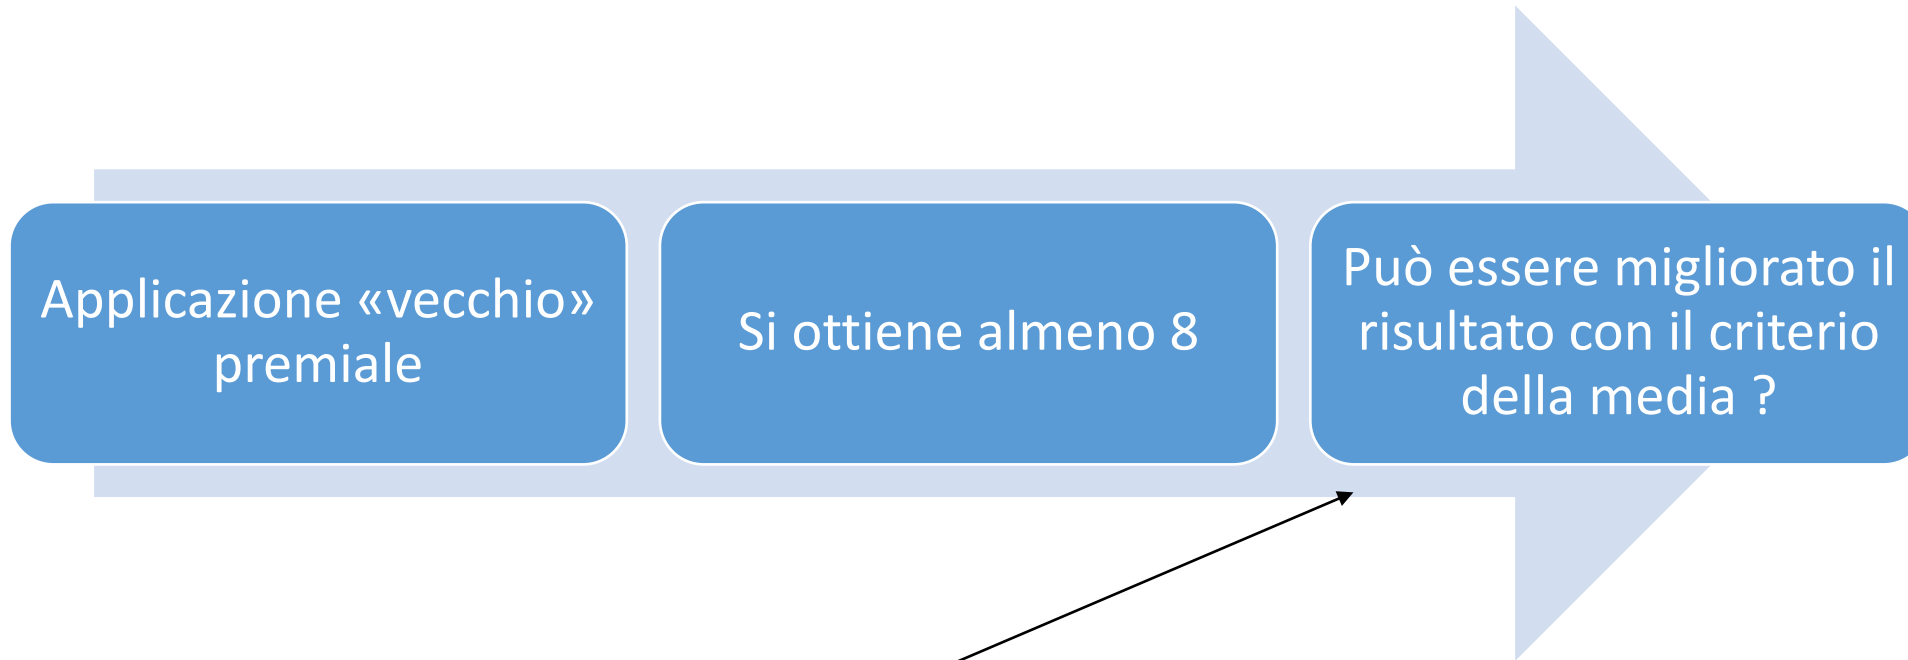 Applicazione «vecchio»
premiale
Si ottiene almeno 8
Può essere migliorato il
risultato con il criterio
della media ?